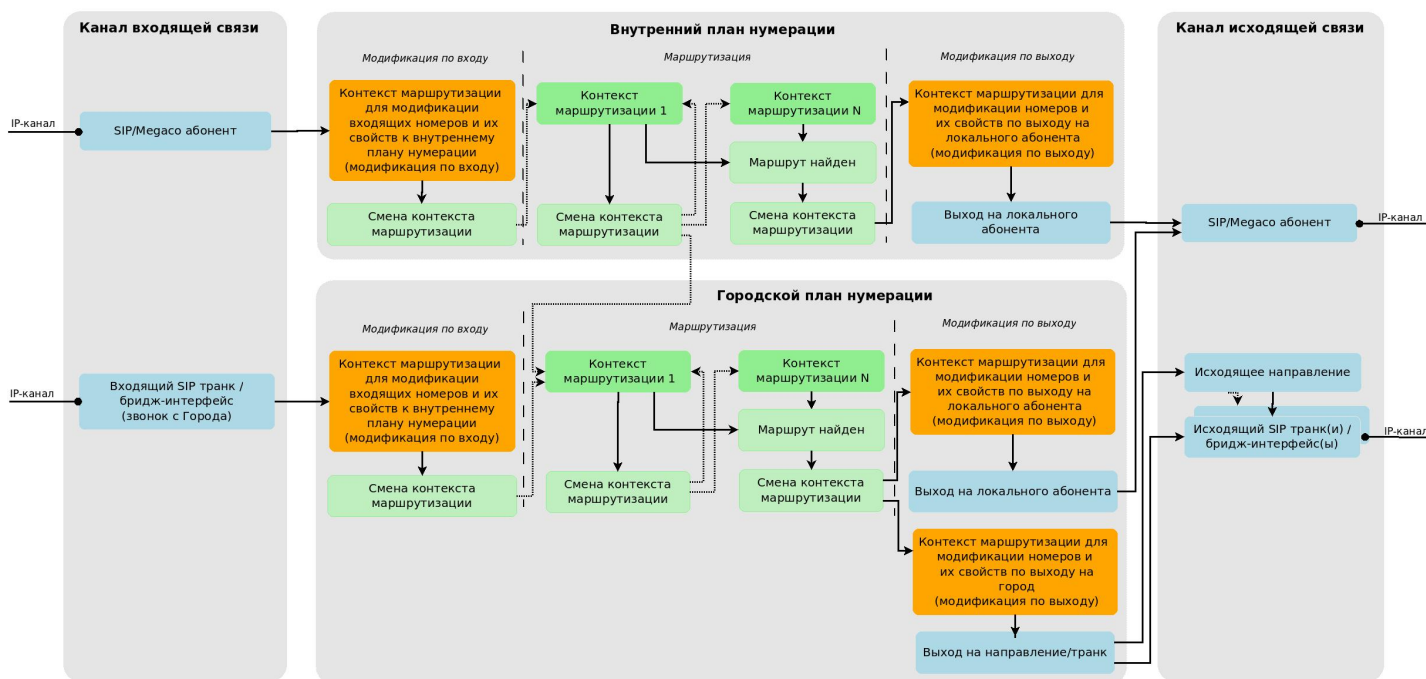 Канал входящей связи
IP-канал
SIP/Megaco абонент
IP-канал
Входящий SIP транк /
бридж-интерфейс
(звонок с Города)
Внутренний план нумерации
Модификация по входу
Маршрутизация
Модификация по выходу
Контекст маршрутизации
для модификации
входящих номеров и их
свойств к внутреннему
плану нумерации
(модификация по входу)
Смена контекста
маршрутизации
Контекст
маршрутизации 1
Смена контекста
маршрутизации
Контекст
маршрутизации N
Маршрут найден
Смена контекста
маршрутизации
Контекст маршрутизации для
модификации номеров и
их свойств по выходу на
локального абонента
(модификация по выходу)
Выход на локального
абонента
Городской план нумерации
Модификация по входу
Маршрутизация
Модификация по выходу
Контекст маршрутизации
для модификации
входящих номеров и их
свойств к внутреннему
плану нумерации
(модификация по входу)
Смена контекста
маршрутизации
Контекст
маршрутизации 1
Смена контекста
маршрутизации
Контекст
маршрутизации N
Маршрут найден
Смена контекста
маршрутизации
Контекст маршрутизации для
модификации номеров и
их свойств по выходу на
локального абонента
(модификация по выходу)
Выход на локального абонента
Контекст маршрутизации для
модификации номеров и
их свойств по выходу на
город
(модификация по выходу)
Выход на направление/транк
Канал исходящей связи
SIP/Megaco абонент
IP-канал
Исходящее направление
Исходящий SIP транк(и) /
бридж-интерфейс(ы)
IP-канал